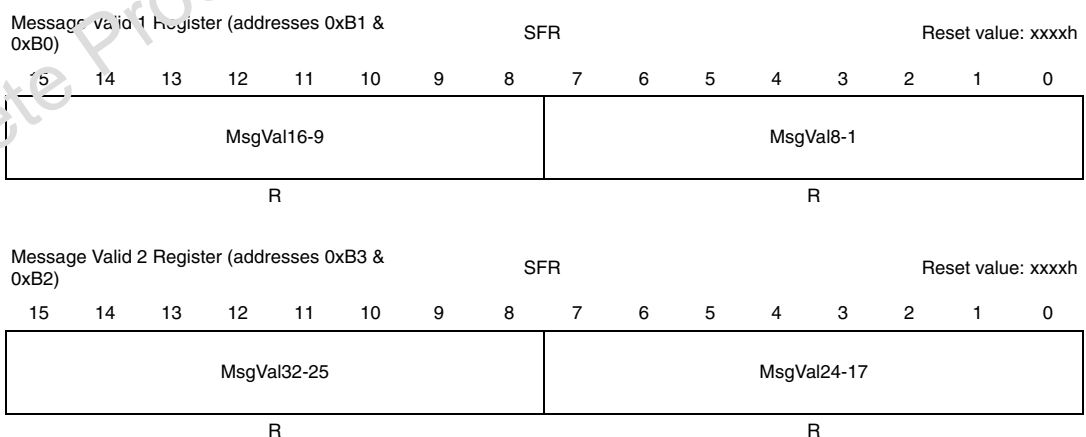 Message Valid 1 Register (addresses 0xB1 & SFR Reset value: xxxxh
0xB0)
15 14 13 12 11 10 9 8 7 6 5 4 3 2 1 0
MsgVal16-9 MsgVal8-1
R R
Message Valid 2 Register (addresses 0xB3 & SFR Reset value: xxxxh
0xB2)
15 14 13 12 11 10 9 8 7 6 5 4 3 2 1 0
MsgVal32-25 MsgVal24-17
R R